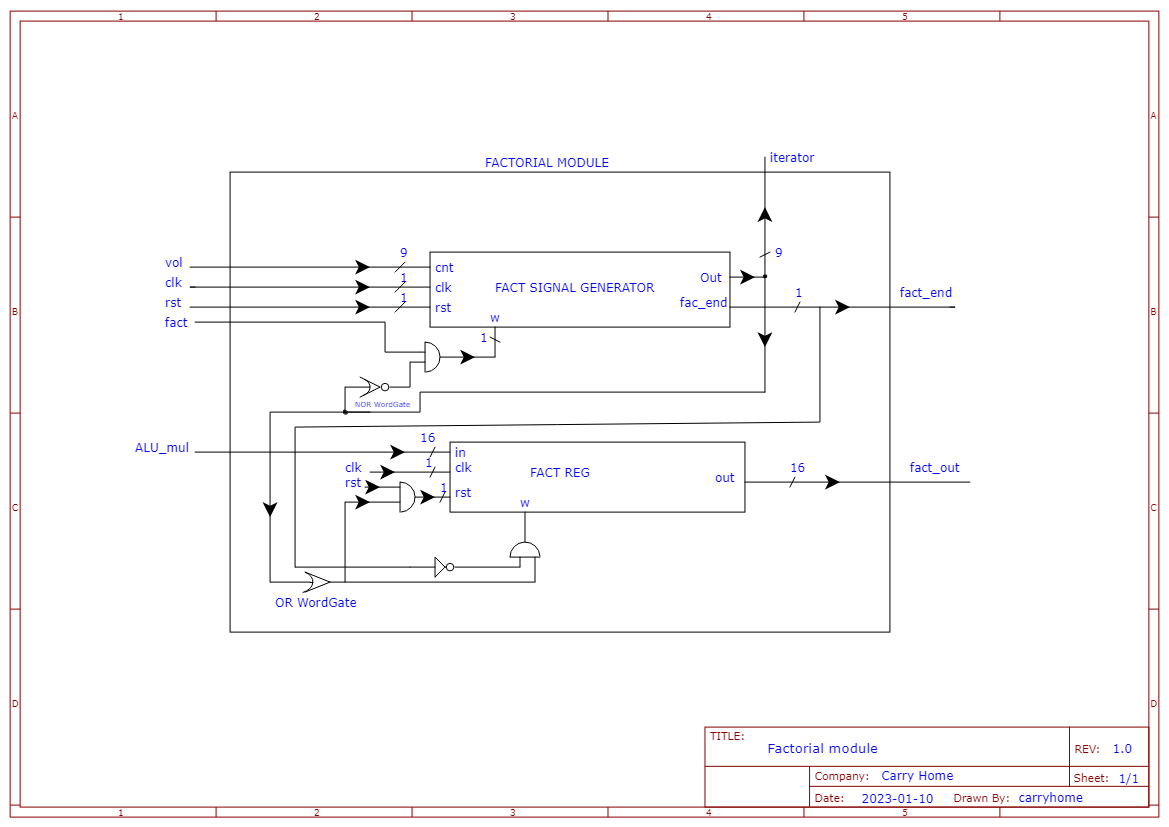 1 2 3 4 5
A A
iterator
FACTORIAL MODULE
vol 9 cnt 9
clk 1 clk FACT SIGNAL GENERATOR Out
rst 1 rst fac_end 1 fact_end
B B
fact w
1
NOR WordGate
ALU_mul 16 in
clk 1 clk FACT REG 16 fact_out
rst 1 rst out
w
C C
OR WordGate
D D
TITLE:
Factorial module
REV: 1.0
Company: Carry Home
Sheet: 1/1
Date: 2023-01-10 Drawn By: carryhome
1 2 3 4 5